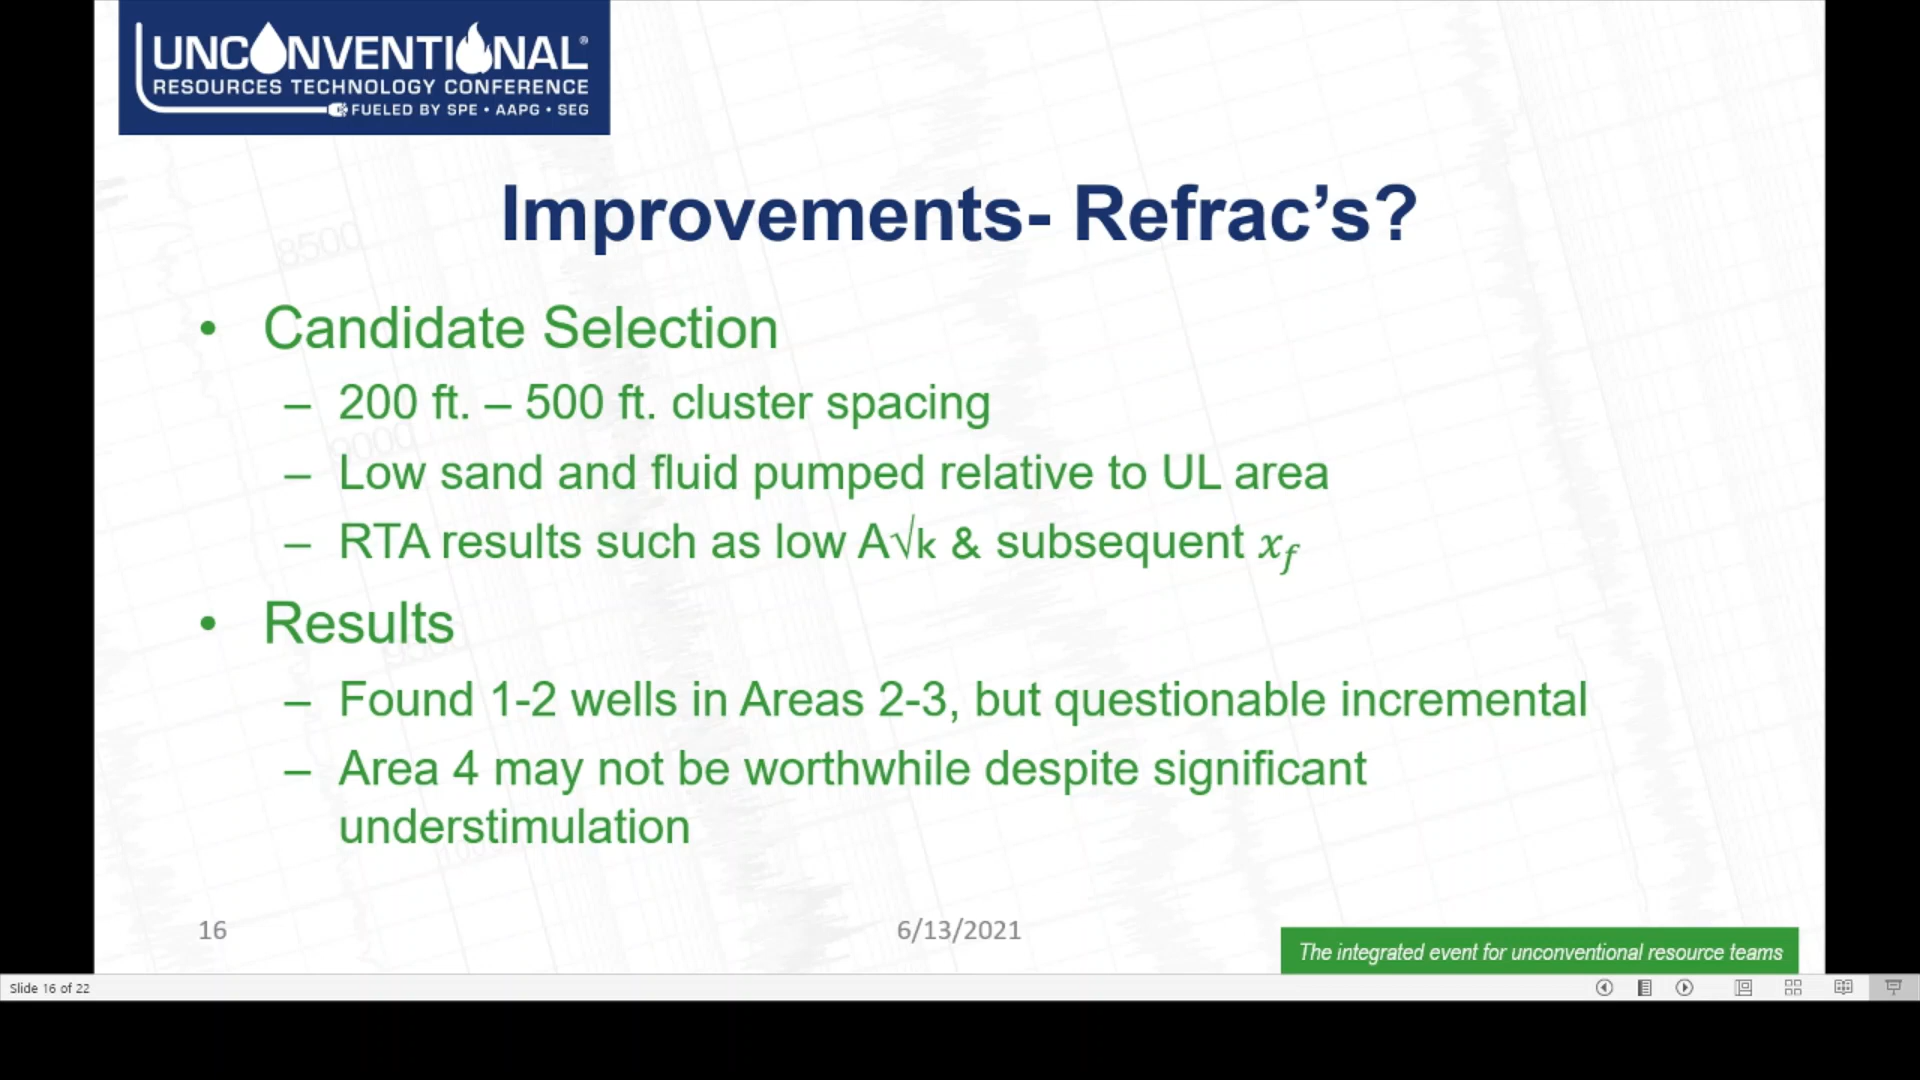 UNCONVENTIONAL®
RESOURCES TECHNOLOGY CONFERENCE
FUELED BY SPE • AAPG • SEG
Improvements- Refrac’s?
• Candidate Selection
– 200 ft. – 500 ft. cluster spacing
– Low sand and fluid pumped relative to UL area
– RTA results such as low A√k & subsequent x_f
• Results
– Found 1-2 wells in Areas 2-3, but questionable incremental
– Area 4 may not be worthwhile despite significant
understimulation
8500
9000
16
6/13/2021
The integrated event for unconventional resource teams
Slide 16 of 22